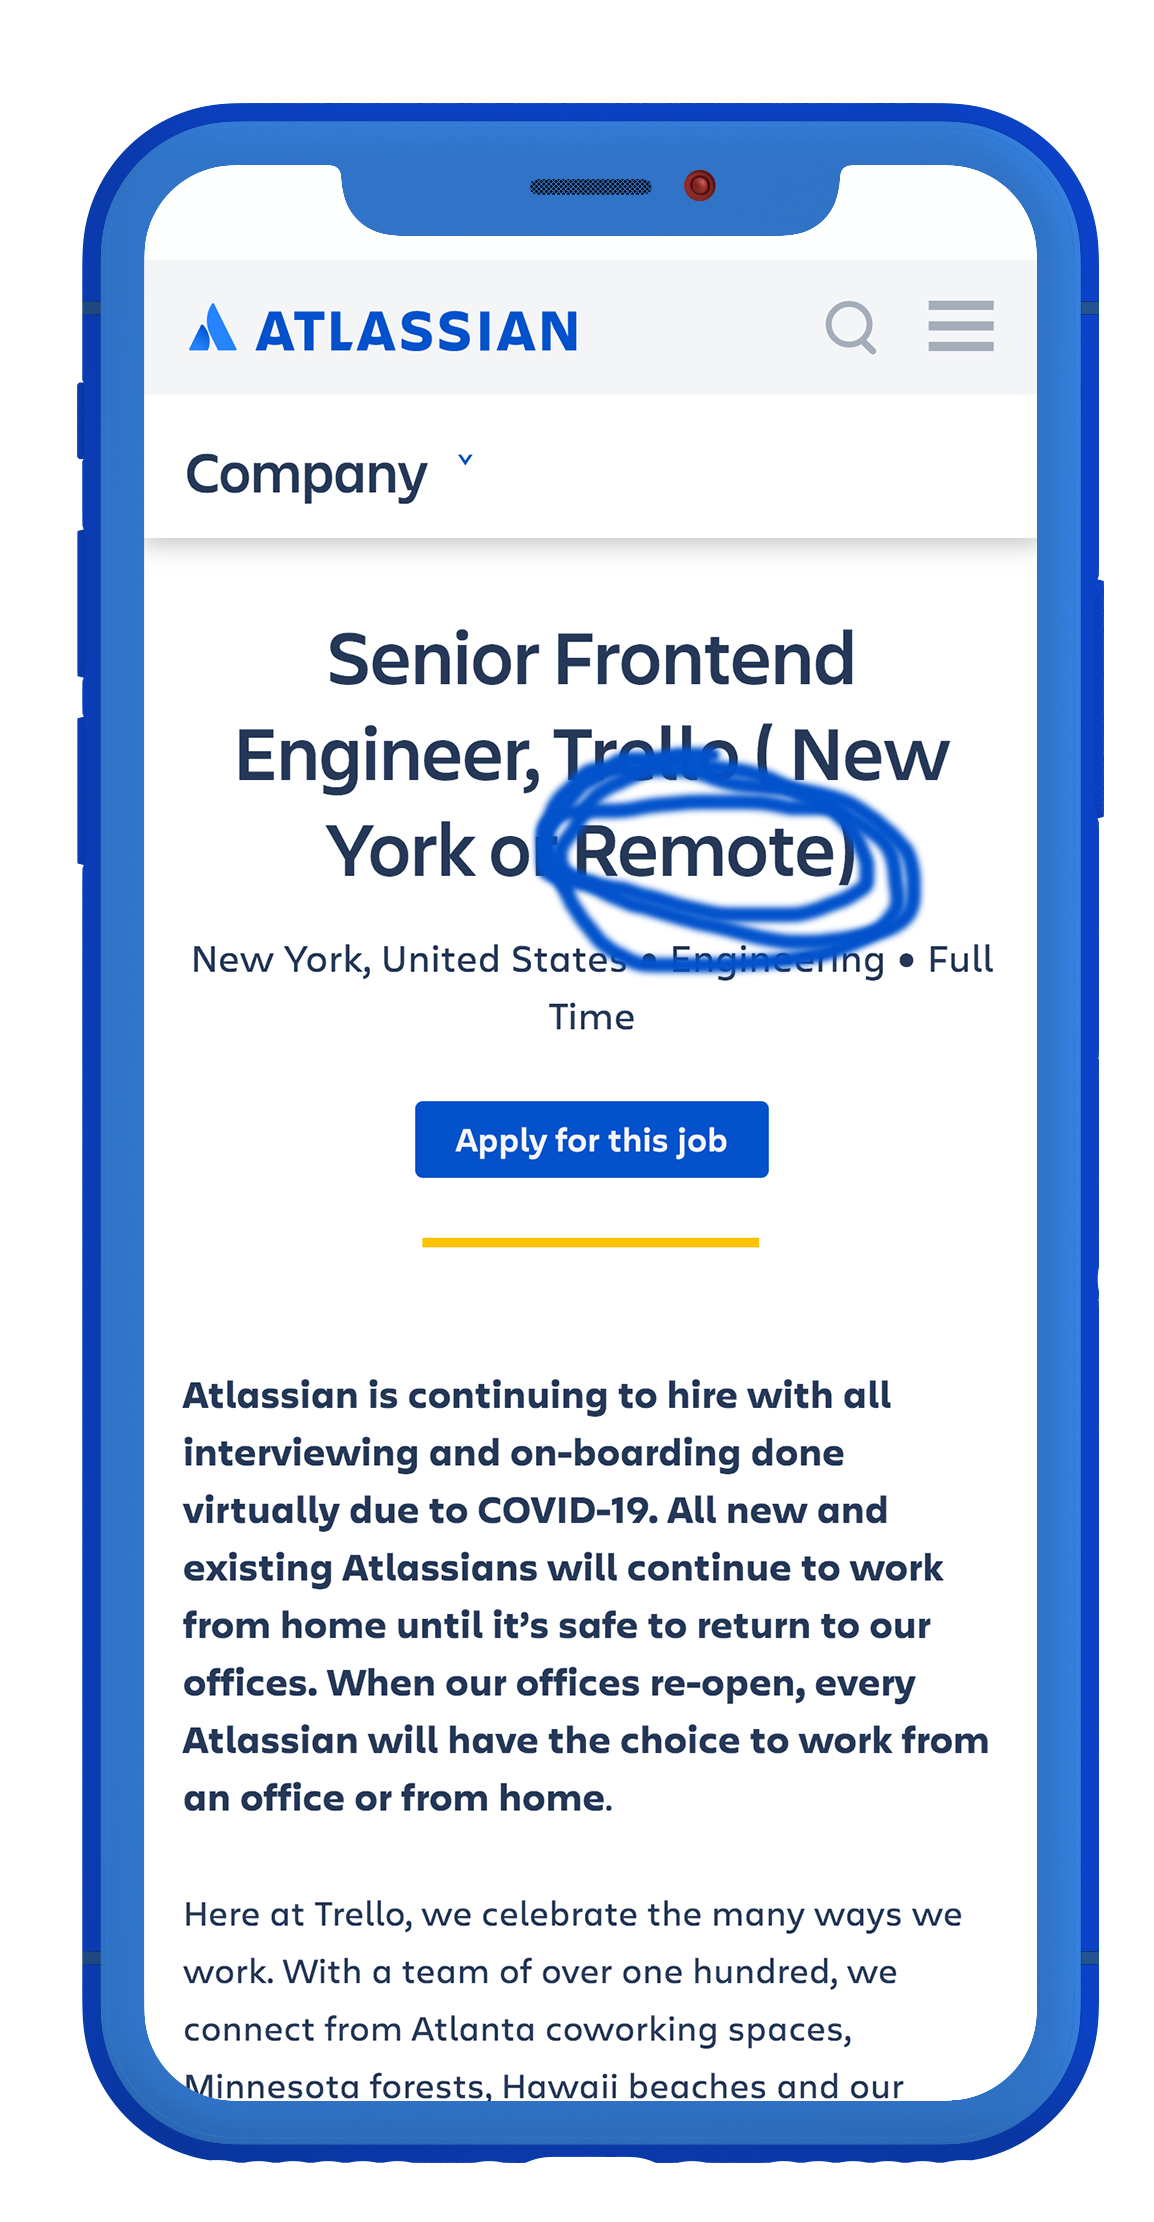 ATLASSIAN
Company
Senior Frontend
Engineer, Trello ( New
York or Remote)
New York, United States • Engineering • Full
Time
Apply for this job
Atlassian is continuing to hire with all
interviewing and on-boarding done
virtually due to COVID-19. All new and
existing Atlassians will continue to work
from home until it’s safe to return to our
offices. When our offices re-open, every
Atlassian will have the choice to work from
an office or from home.
Here at Trello, we celebrate the many ways we
work. With a team of over one hundred, we
connect from Atlanta coworking spaces,
Minnesota forests, Hawaii beaches and our